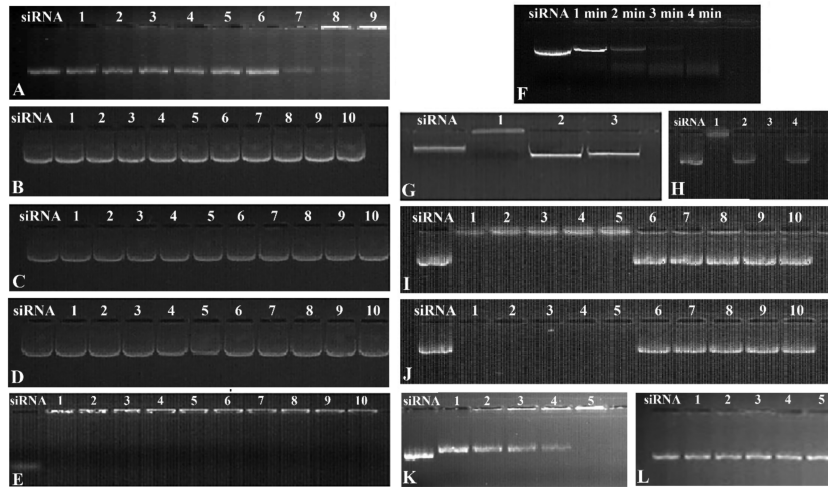 siRNA 1 2 3 4 5 6 7 8 9
A
siRNA 1 2 3 4 5 6 7 8 9 10
B
siRNA 1 2 3 4 5 6 7 8 9 10
C
siRNA 1 2 3 4 5 6 7 8 9 10
D
siRNA 1 2 3 4 5 6 7 8 9 10
E
siRNA 1 min 2 min 3 min 4 min
F
siRNA 1 2 3
G
siRNA 1 2 3 4
H
siRNA 1 2 3 4 5 6 7 8 9 10
I
siRNA 1 2 3 4 5 6 7 8 9 10
J
siRNA 1 2 3 4 5
K
siRNA 1 2 3 4 5
L